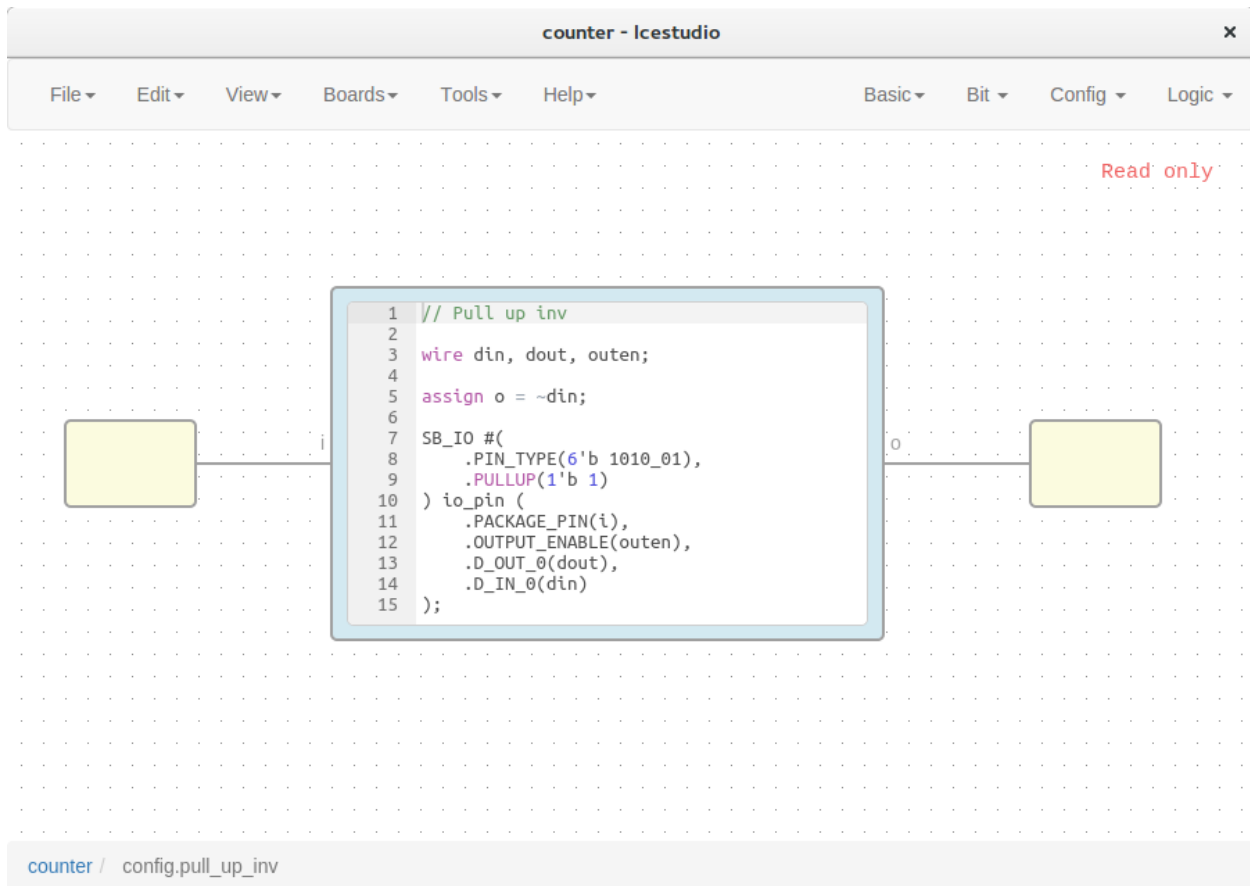 counter - Icestudio ×
File Edit View Boards Tools Help Basic Bit Config Logic
Read only
1 // Pull up inv
2
3 wire din, dout, outen;
4
5 assign o = ~din;
6
7 SB_IO #(
8     .PIN_TYPE(6'b 1010_01),
9     .PULLUP(1'b 1)
10 ) io_pin (
11     .PACKAGE_PIN(i),
12     .OUTPUT_ENABLE(outen),
13     .D_OUT_0(dout),
14     .D_IN_0(din)
15 );
i
o
counter / config.pull_up_inv